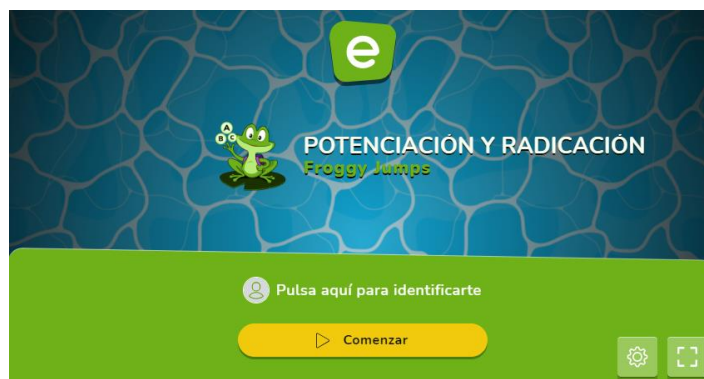 e
A
B C
POTENCIACIÓN Y RADICACIÓN
Froggy Jumps
Pulsa aquí para identificarte
Comenzar